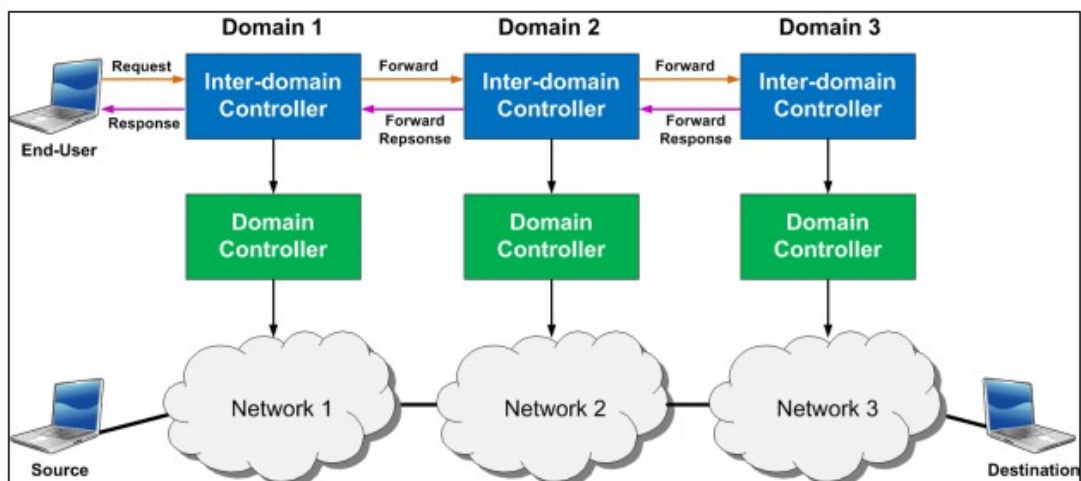 Domain 1
Domain 2
Domain 3
Request
Response
End-User
Inter-domain
Controller
Forward
Forward
Repsonse
Inter-domain
Controller
Forward
Forward
Response
Inter-domain
Controller
Domain
Controller
Domain
Controller
Domain
Controller
Network 1
Network 2
Network 3
Source
Destination